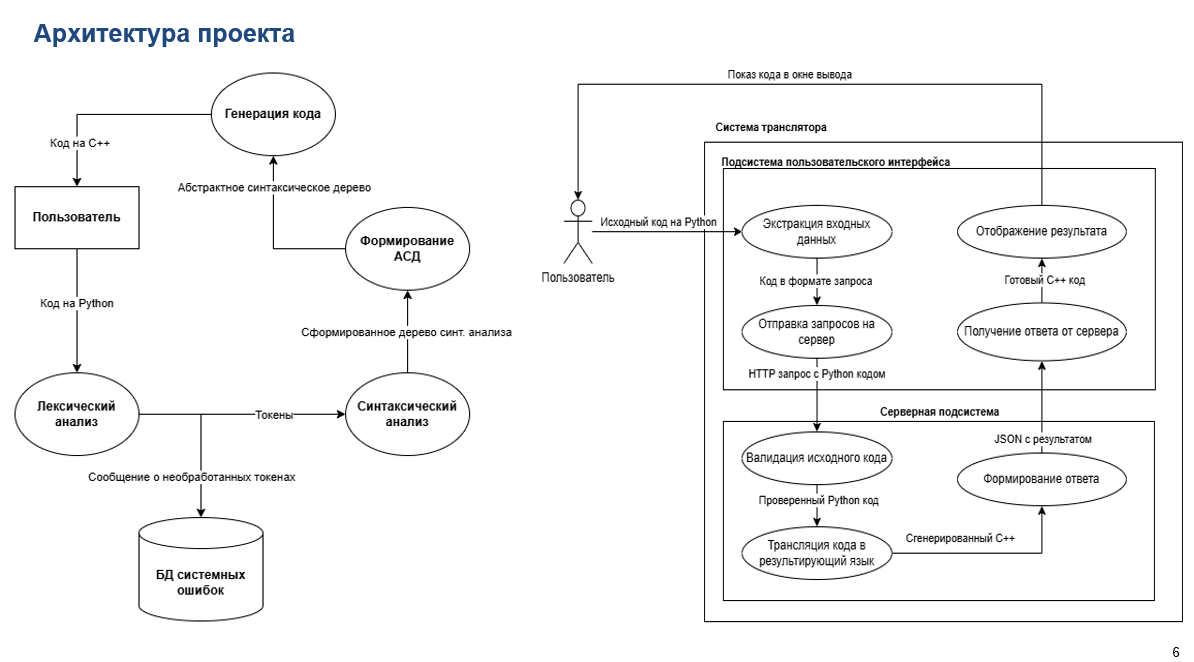 Архитектура проекта
Генерация кода
Код на C++
Абстрактное синтаксическое дерево
Пользователь
Формирование
АСД
Код на Python
Сформированное дерево синт. анализа
Лексический
анализ
Токены
Синтаксический
анализ
Сообщение о необработанных токенах
БД системных
ошибок
Показ кода в окне вывода
Система транслятора
Подсистема пользовательского интерфейса
Исходный код на Python
Пользователь
Экстракция входных
данных
Отображение результата
Код в формате запроса
Готовый C++ код
Отправка запросов на
сервер
Получение ответа от сервера
HTTP запрос с Python кодом
Серверная подсистема
JSON с результатом
Валидация исходного кода
Формирование ответа
Проверенный Python код
Сгенерированный C++
Трансляция кода в
результирующий язык
6